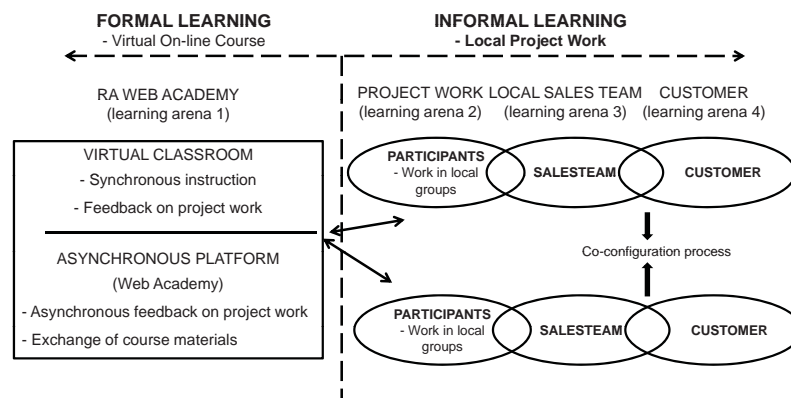 FORMAL LEARNING
- Virtual On-line Course
INFORMAL LEARNING
- Local Project Work
RA WEB ACADEMY
(learning arena 1)
PROJECT WORK
(learning arena 2)
LOCAL SALES TEAM
(learning arena 3)
CUSTOMER
(learning arena 4)
VIRTUAL CLASSROOM
- Synchronous instruction
- Feedback on project work
ASYNCHRONOUS PLATFORM
(Web Academy)
- Asynchronous feedback on project work
- Exchange of course materials
PARTICIPANTS
- Work in local
groups
SALESTEAM
CUSTOMER
Co-configuration process
PARTICIPANTS
- Work in local
groups
SALESTEAM
CUSTOMER